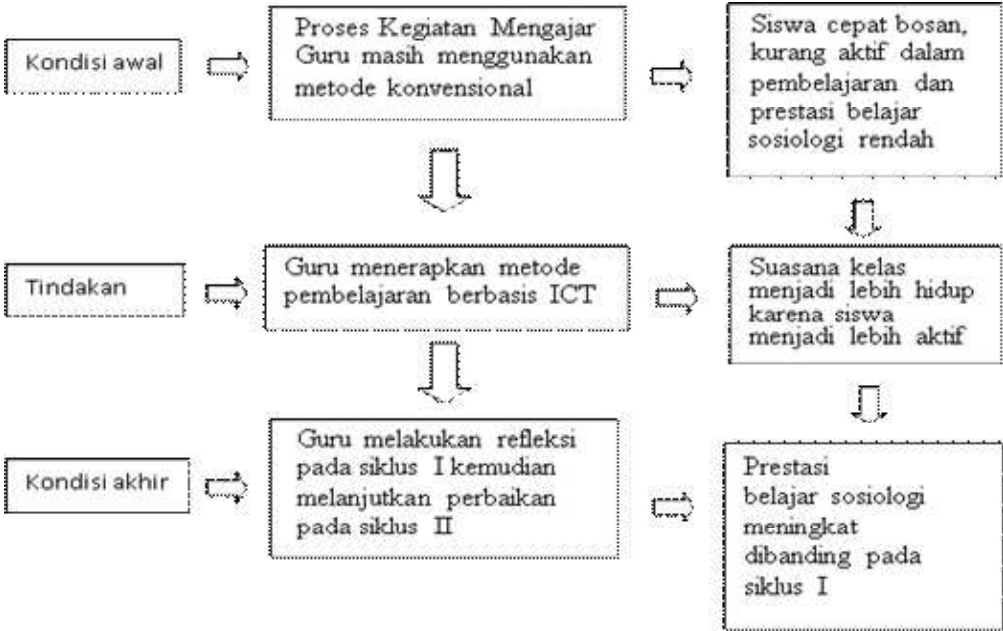 Kondisi awal
Proses Kegiatan Mengajar
Guru masih menggunakan
metode konvensional
Siswa cepat bosan,
kurang aktif dalam
pembelajaran dan
prestasi belajar
sosiologi rendah
Tindakan
Guru menerapkan metode
pembelajaran berbasis ICT
Suasana kelas
menjadi lebih hidup
karena siswa
menjadi lebih aktif
Kondisi akhir
Guru melakukan refleksi
pada siklus I kemudian
melanjutkan perbaikan
pada siklus II
Prestasi
belajar sosiologi
meningkat
dibanding pada
siklus I